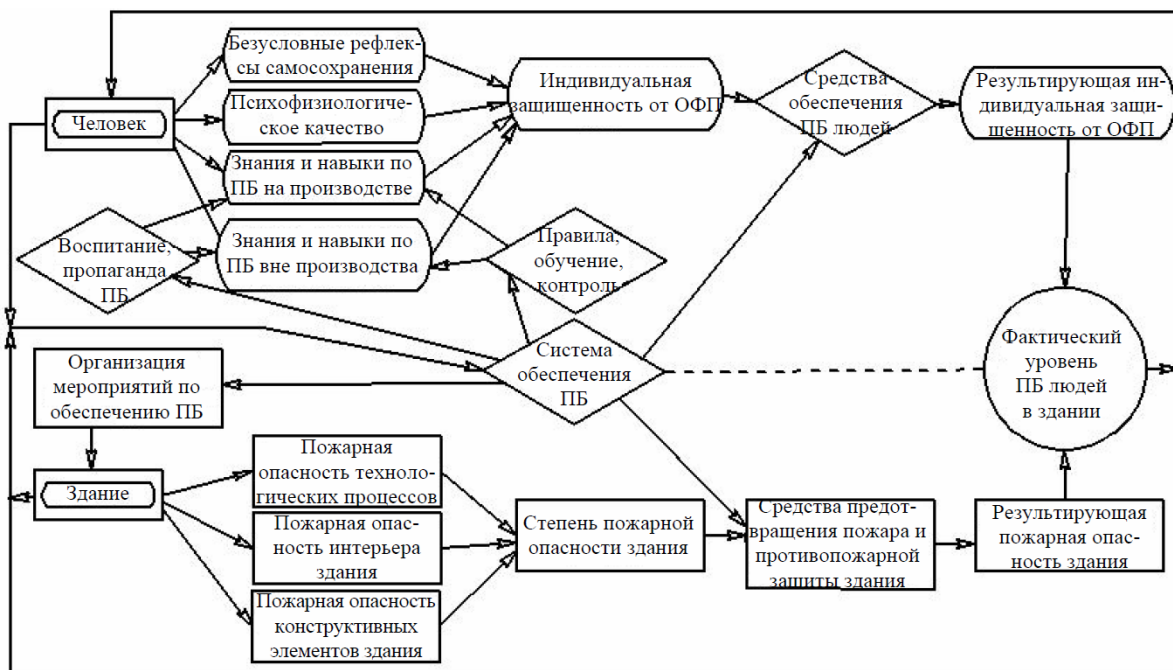 Безусловные рефлек-
сы самосохранения
Человек
Психофизиологиче-
ское качество
Индивидуальная
защищенность от ОФП
Средства
обеспечения
ПБ людей
Результирующая ин-
дивидуальная защи-
щенность от ОФП
Знания и навыки по
ПБ на производстве
Воспитание,
пропаганда
ПБ
Знания и навыки по
ПБ вне производства
Правила,
обучение,
контроль
Организация
мероприятий по
обеспечению ПБ
Система
обеспечения
ПБ
Фактический
уровень
ПБ людей
в здании
Здание
Пожарная
опасность техноло-
гических процессов
Пожарная опас-
ность интерьера
здания
Пожарная опасность
конструктивных
элементов здания
Степень пожарной
опасности здания
Средства предот-
вращения пожара и
противопожарной
защиты здания
Результирующая
пожарная опас-
ность здания